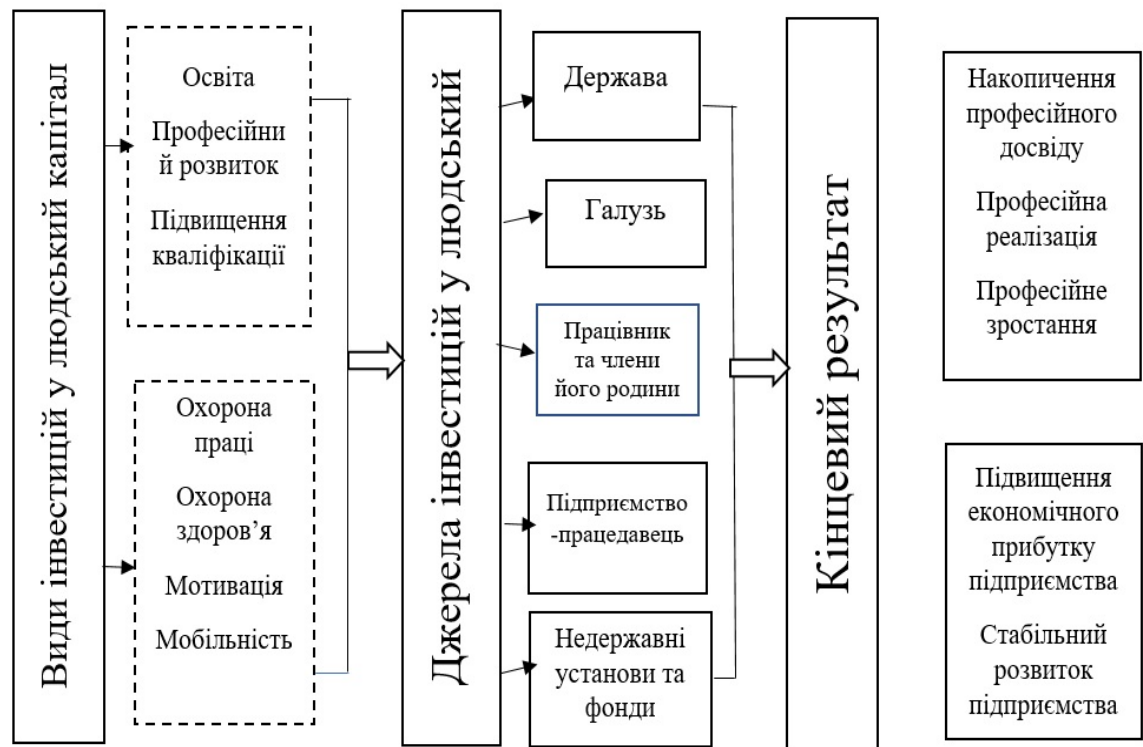 Види інвестицій у людський капітал
Освіта
Професійни
й розвиток
Підвищення
кваліфікації
Охорона
праці
Охорона
здоров’я
Мотивація
Мобільність
Джерела інвестицій у людський
Держава
Галузь
Працівник
та члени
його родини
Підприємство
-працедавець
Недержавні
установи та
фонди
Кінцевий результат
Накопичення
професійного
досвіду
Професійна
реалізація
Професійне
зростання
Підвищення
економічного
прибутку
підприємства
Стабільний
розвиток
підприємства